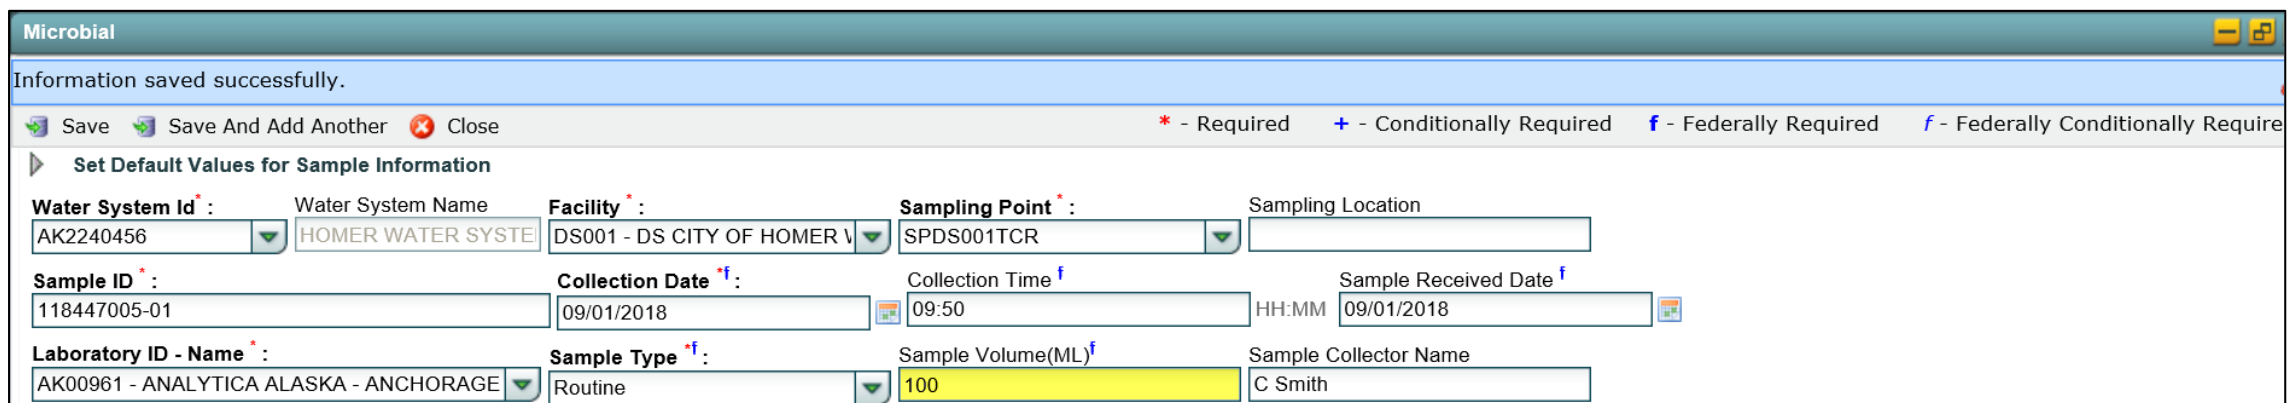 Microbial
Information saved successfully.
Save Save And Add Another Close * - Required + - Conditionally Required f - Federally Required f - Federally Conditionally Require
Set Default Values for Sample Information
Water System Id* : Water System Name Facility * : Sampling Point * : Sampling Location
AK2240456 HOMER WATER SYSTE DS001 - DS CITY OF HOMER SPDS001TCR
Sample ID * : Collection Date *f : Collection Time f Sample Received Date f
118447005-01 09/01/2018 09:50 HH:MM 09/01/2018
Laboratory ID - Name * : Sample Type *f : Sample Volume(ML)f Sample Collector Name
AK00961 - ANALYTICA ALASKA - ANCHORAGE Routine 100 C Smith